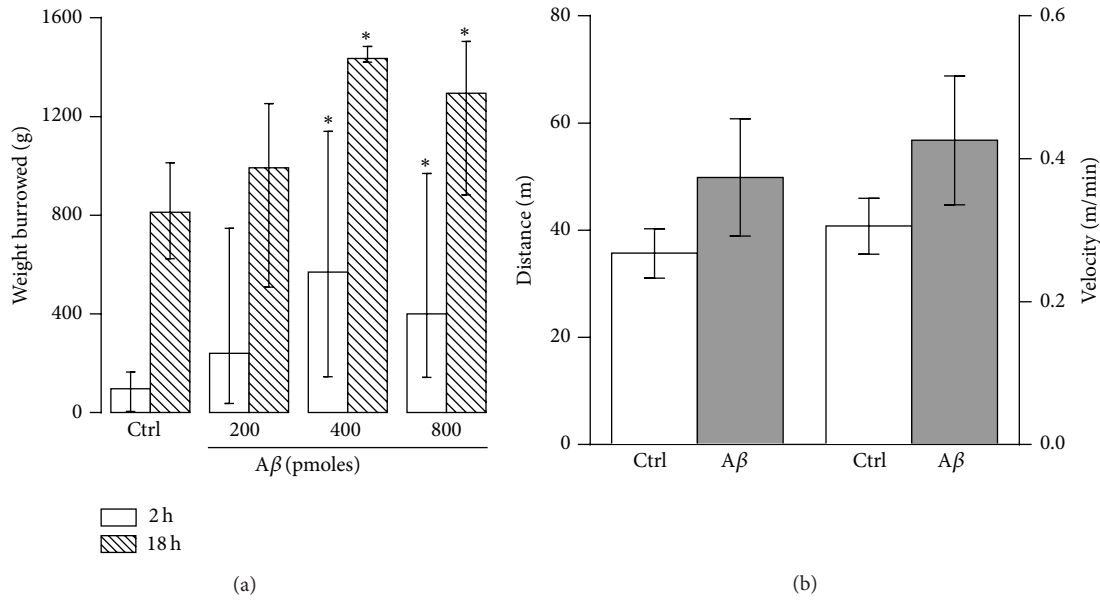 1600
1200
800
400
0
Weight burrowed (g)
* * * *
Ctrl 200 400 800
Aβ (pmoles)
2 h
18 h
(a)
80
60
40
20
0
Distance (m)
0.6
0.4
0.2
0.0
Velocity (m/min)
Ctrl Aβ Ctrl Aβ
(b)